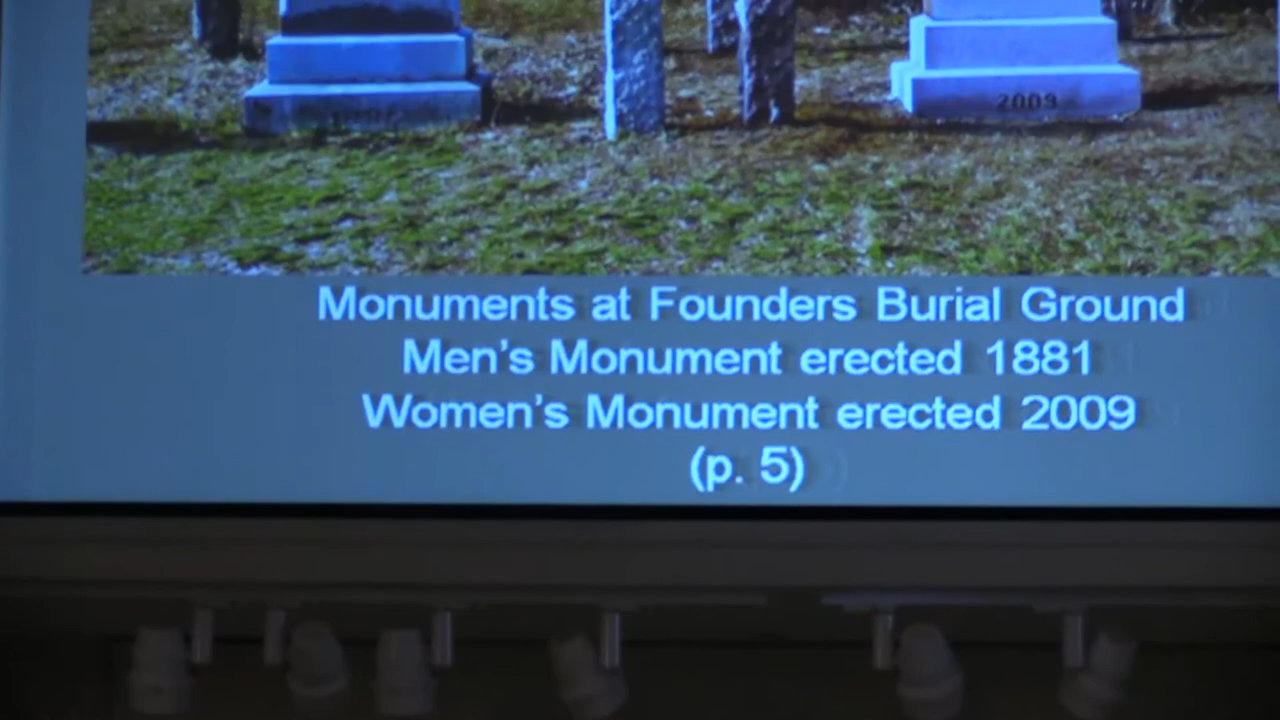 2009
Monuments at Founders Burial Ground
Men's Monument erected 1881
Women's Monument erected 2009
(p. 5)